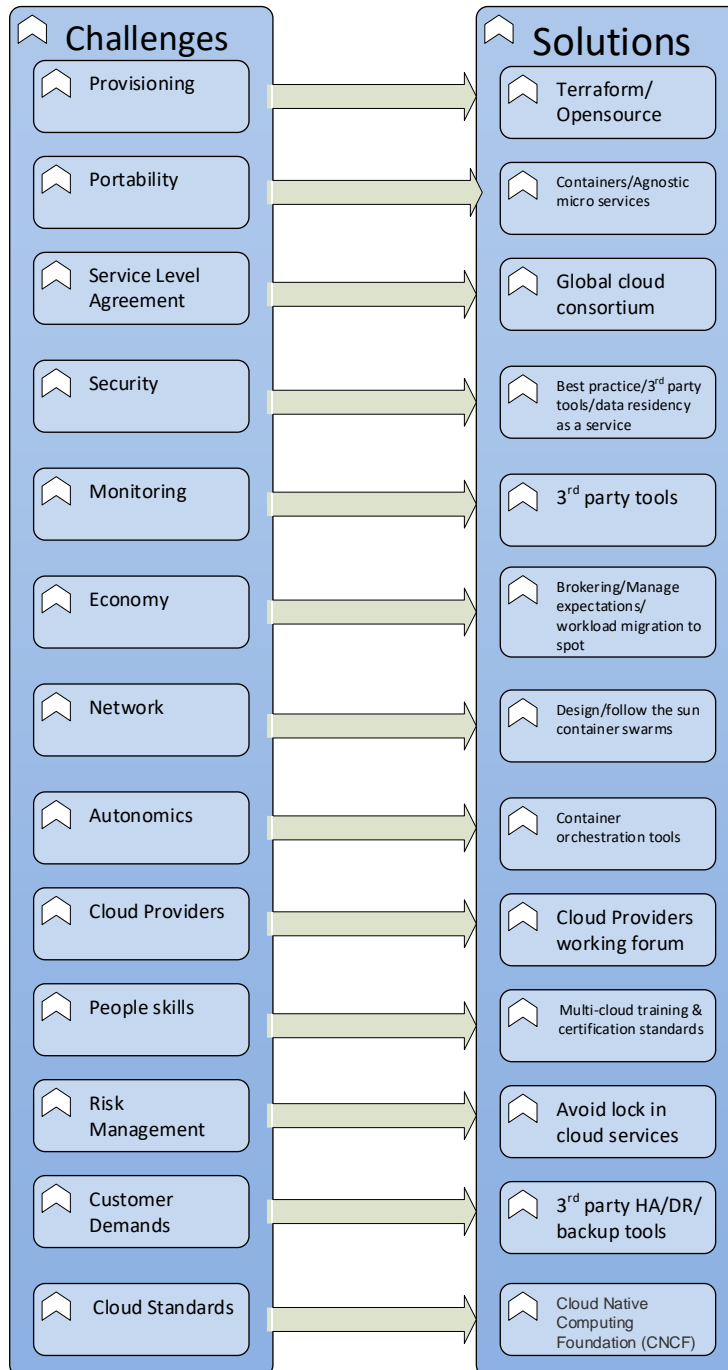 Challenges
Solutions
Provisioning
Terraform/
Opensource
Portability
Containers/Agnostic
micro services
Service Level
Agreement
Global cloud
consortium
Security
Best practice/3rd party
tools/data residency
as a service
Monitoring
3rd party tools
Economy
Brokering/Manage
expectations/
workload migration to
spot
Network
Design/follow the sun
container swarms
Autonomics
Container
orchestration tools
Cloud Providers
Cloud Providers
working forum
People skills
Multi-cloud training &
certification standards
Risk
Management
Avoid lock in
cloud services
Customer
Demands
3rd party HA/DR/
backup tools
Cloud Standards
Cloud Native
Computing
Foundation (CNCF)